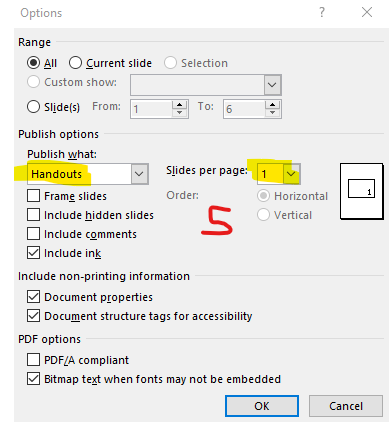 Options
Range
All Current slide Selection
Custom show:
Slide(s) From: 1 To: 6
Publish options
Publish what:
Handouts Slides per page: 1
Frame slides Order: Horizontal
Include hidden slides Vertical
Include comments
Include ink
1
5
Include non-printing information
Document properties
Document structure tags for accessibility
PDF options
PDF/A compliant
Bitmap text when fonts may not be embedded
OK Cancel